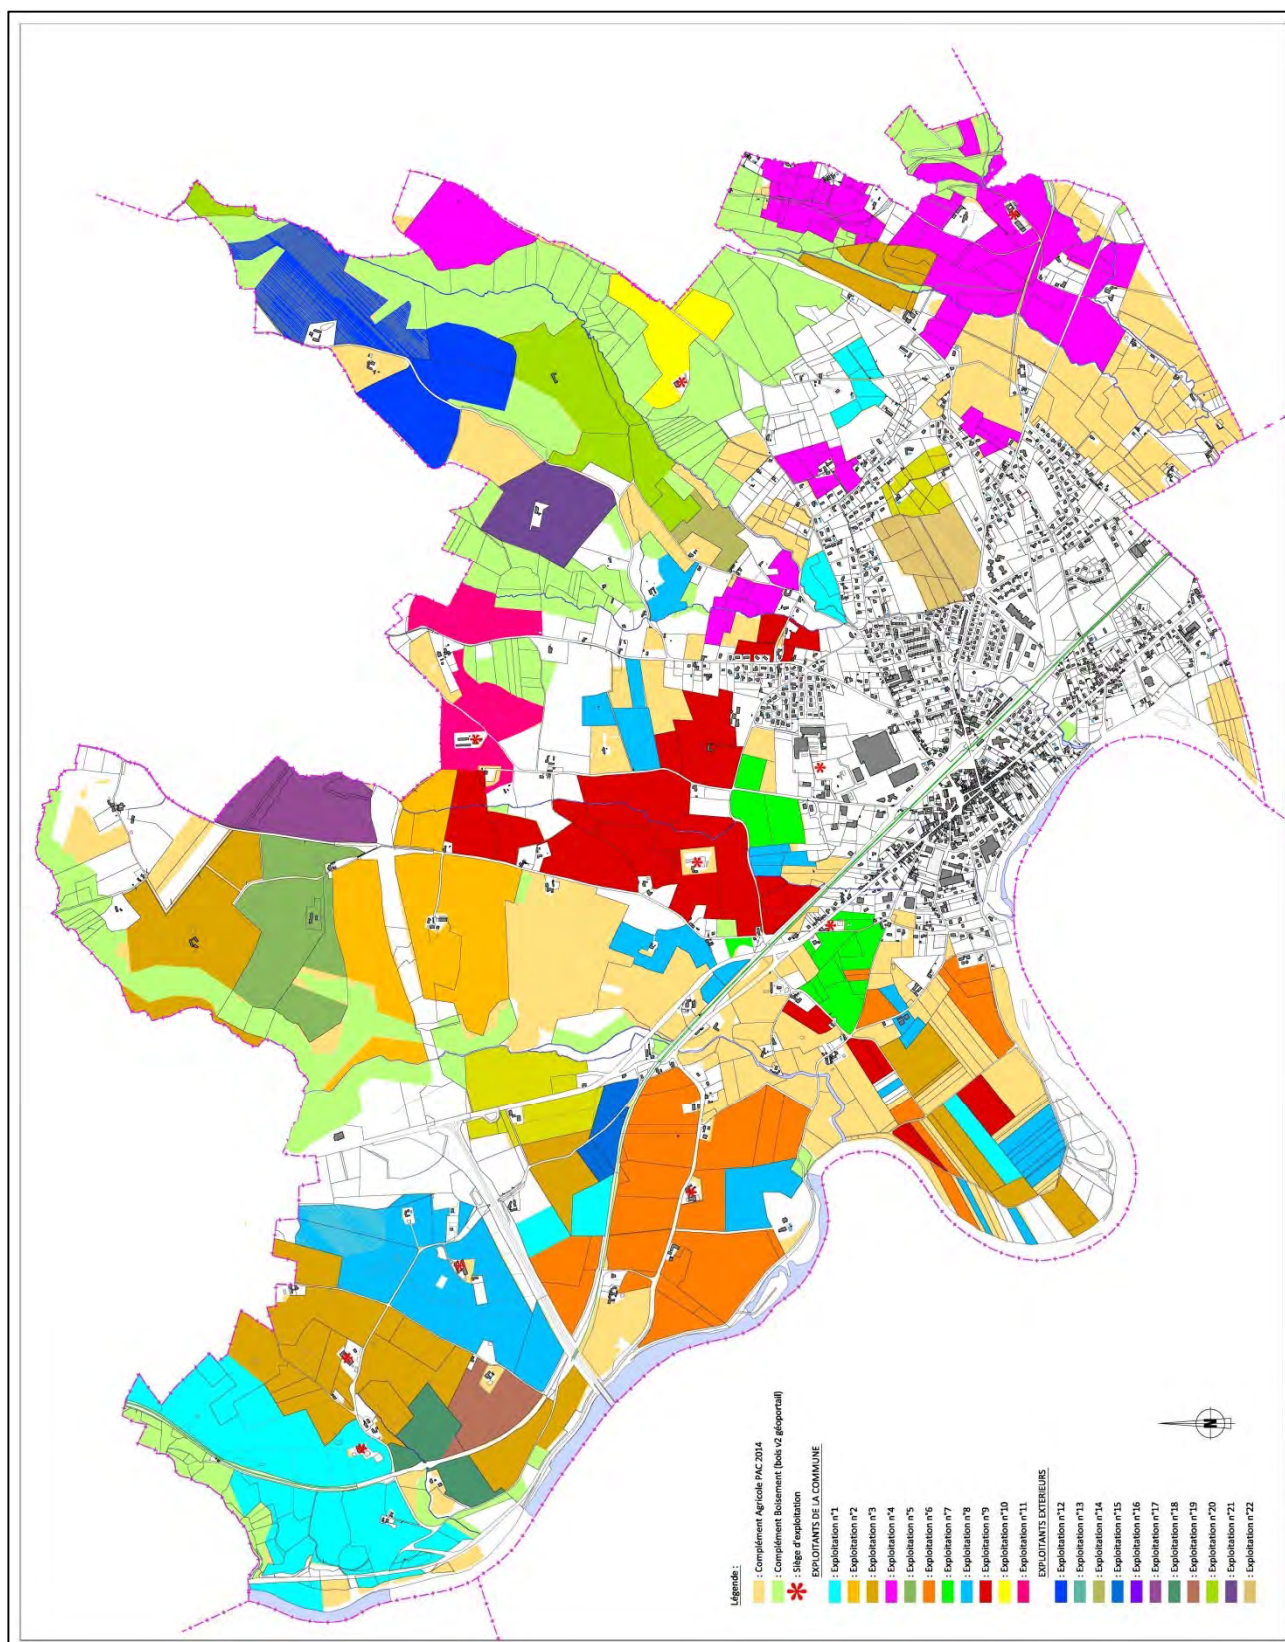 Légende :
: Complément Agricole PAC 2014
: Complément Boisement (bois v2 géoportail)
: Siège d'exploitation
EXPLOITANTS DE LA COMMUNE
: Exploitation n°1
: Exploitation n°2
: Exploitation n°3
: Exploitation n°4
: Exploitation n°5
: Exploitation n°6
: Exploitation n°7
: Exploitation n°8
: Exploitation n°9
: Exploitation n°10
: Exploitation n°11
EXPLOITANTS EXTERIEURS
: Exploitation n°12
: Exploitation n°13
: Exploitation n°14
: Exploitation n°15
: Exploitation n°16
: Exploitation n°17
: Exploitation n°18
: Exploitation n°19
: Exploitation n°20
: Exploitation n°21
: Exploitation n°22
N